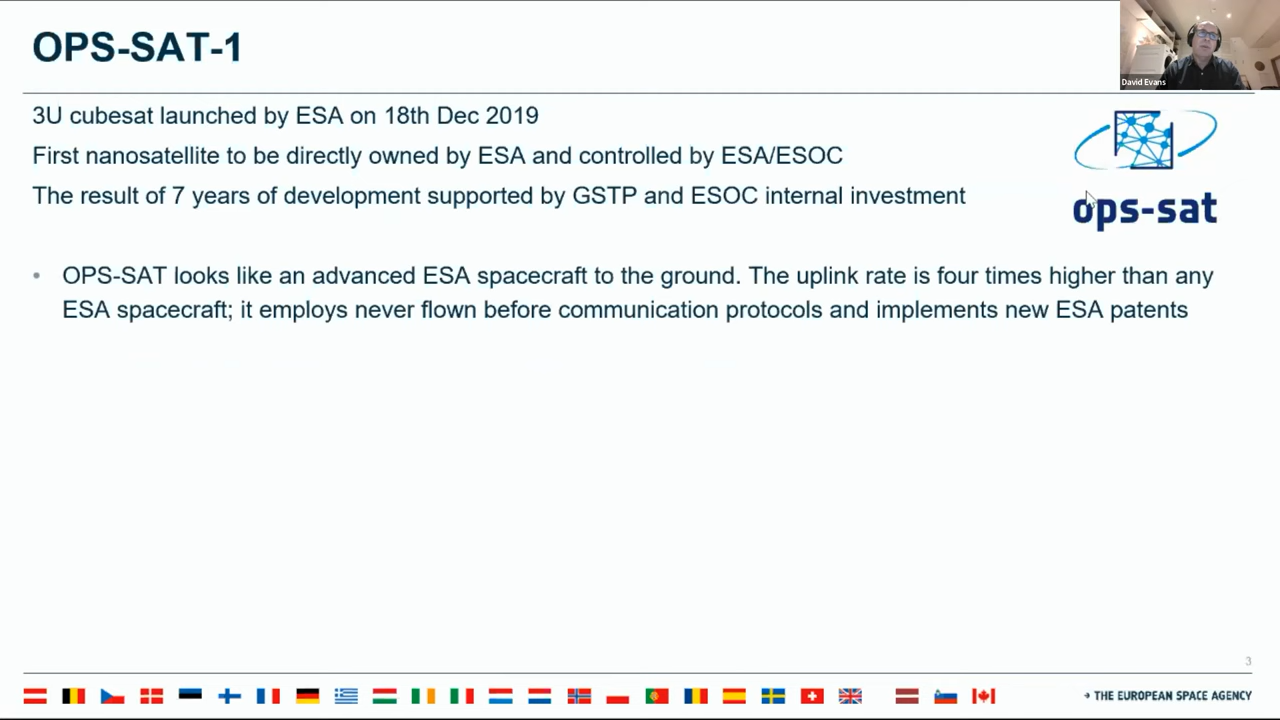 OPS-SAT-1
David Evans
3U cubesat launched by ESA on 18th Dec 2019
First nanosatellite to be directly owned by ESA and controlled by ESA/ESOC
The result of 7 years of development supported by GSTP and ESOC internal investment
ops-sat
• OPS-SAT looks like an advanced ESA spacecraft to the ground. The uplink rate is four times higher than any
ESA spacecraft; it employs never flown before communication protocols and implements new ESA patents
3
→ THE EUROPEAN SPACE AGENCY